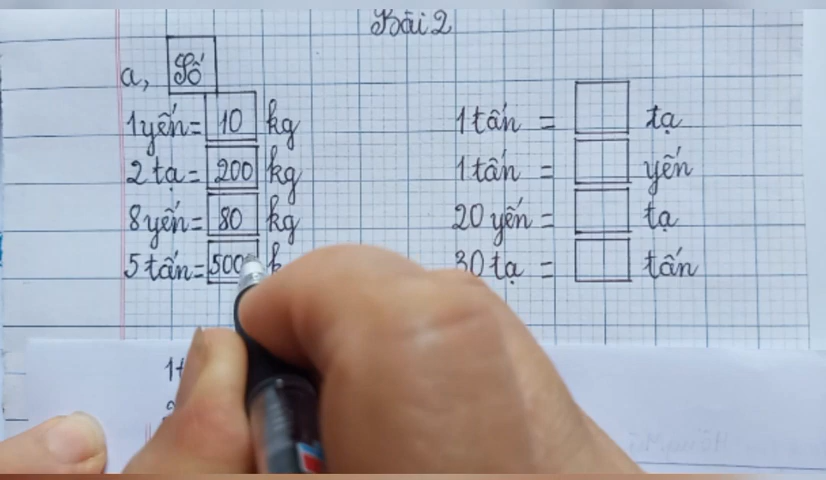 Bài 2
a, Số
1 yến = 10 kg 1 tấn = tạ
2 tạ = 200 kg 1 tấn = yến
8 yến = 80 kg 20 yến = tạ
5 tấn = 500 k 30 tạ = tấn